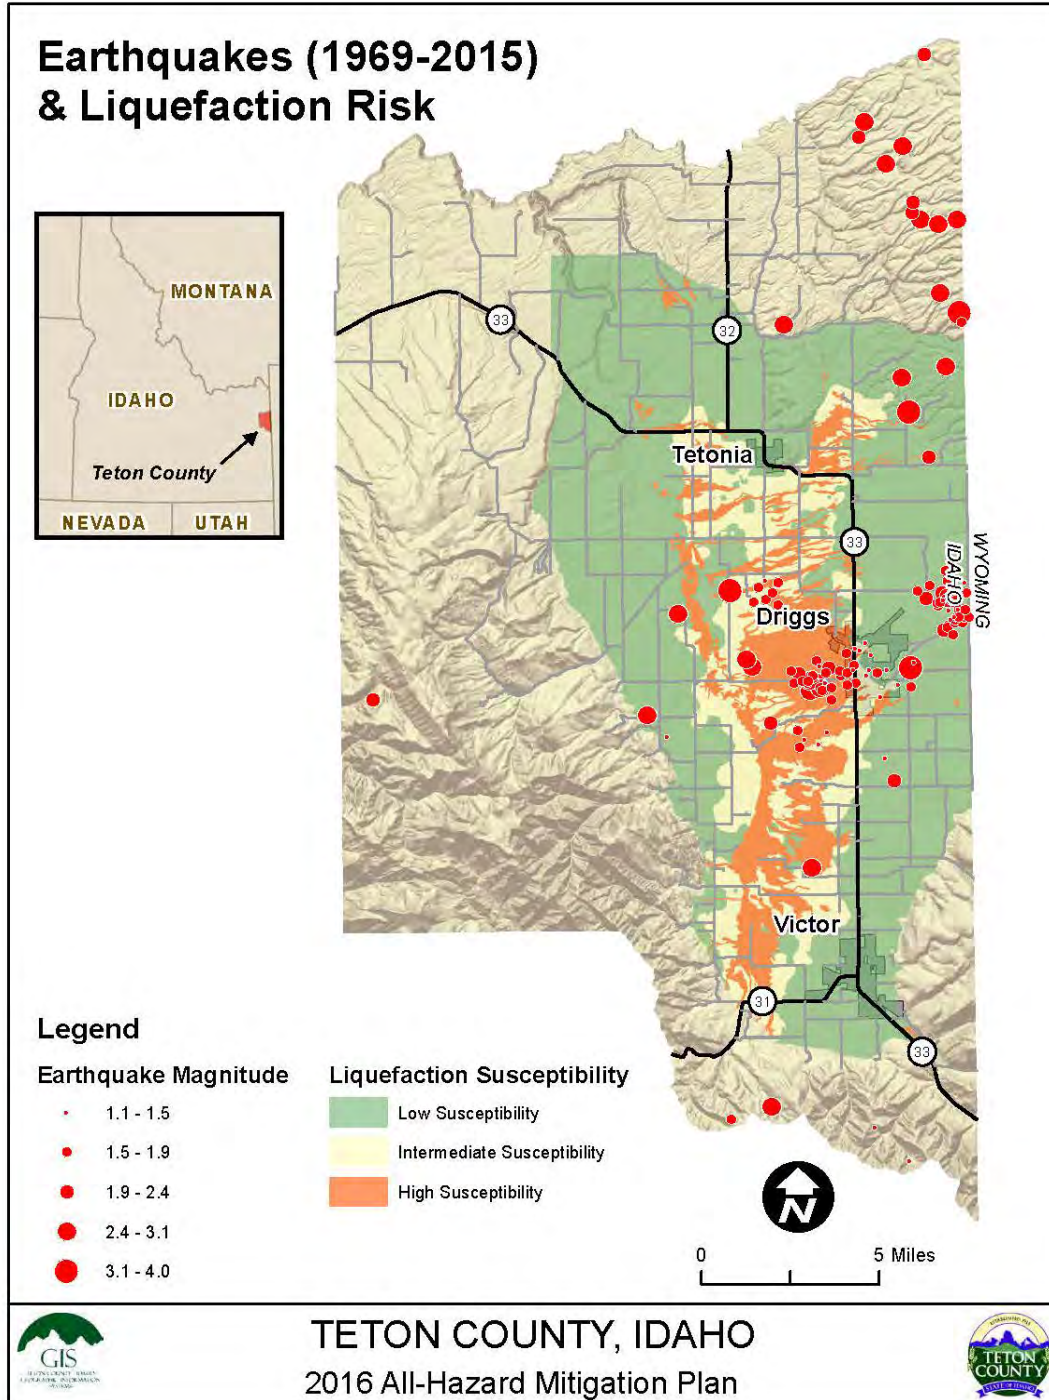 Earthquakes (1969-2015)
& Liquefaction Risk
MONTANA
IDAHO
Teton County
NEVADA
UTAH
33
32
Tetonia
33
WYOMING
IDAHO
Driggs
Victor
31
33
Legend
Earthquake Magnitude
1.1 - 1.5
1.5 - 1.9
1.9 - 2.4
2.4 - 3.1
3.1 - 4.0
Liquefaction Susceptibility
Low Susceptibility
Intermediate Susceptibility
High Susceptibility
N
0
5 Miles
GIS
TETON COUNTY, IDAHO
2016 All-Hazard Mitigation Plan
TETON
COUNTY
STATE OF IDAHO